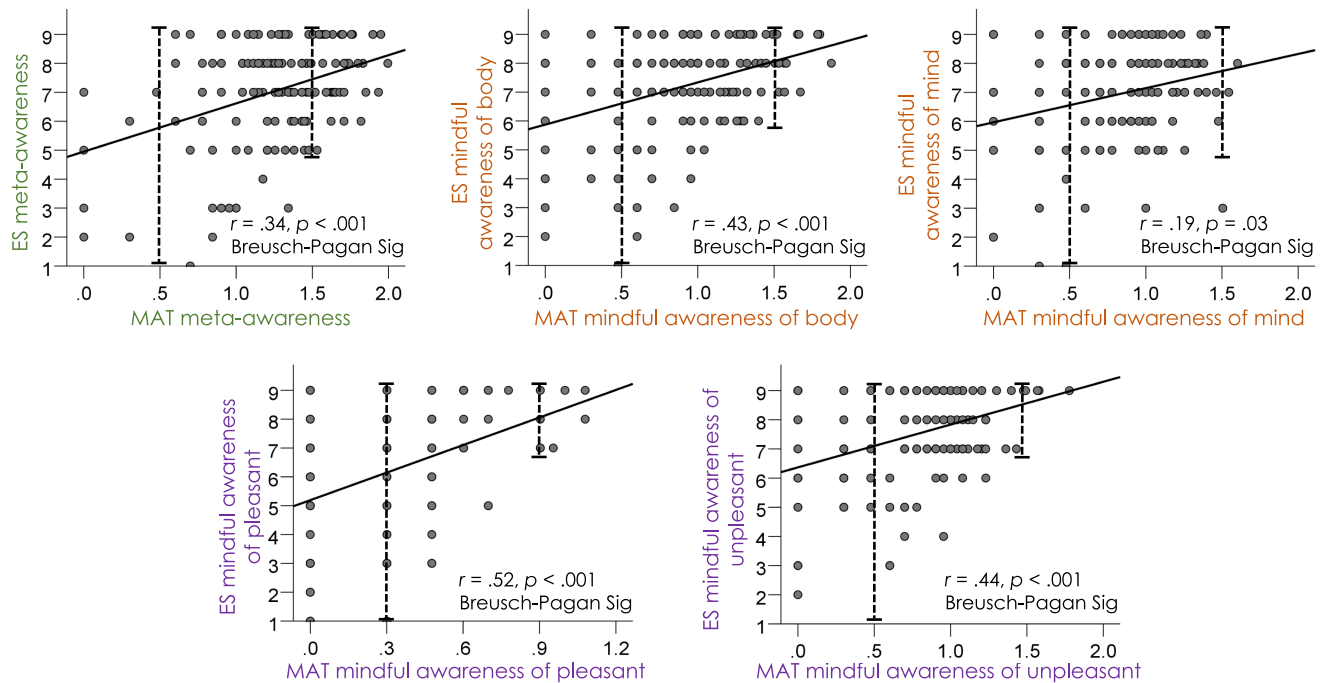 ES meta-awareness
9
8
7
6
5
4
3
2
1
r = .34, p < .001
Breusch-Pagan Sig
.0 .5 1.0 1.5 2.0
MAT meta-awareness
ES mindful
awareness of body
9
8
7
6
5
4
3
2
1
r = .43, p < .001
Breusch-Pagan Sig
.0 .5 1.0 1.5 2.0
MAT mindful awareness of body
ES mindful
awareness of mind
9
8
7
6
5
4
3
2
1
r = .19, p = .03
Breusch-Pagan Sig
.0 .5 1.0 1.5 2.0
MAT mindful awareness of mind
ES mindful awareness
of pleasant
9
8
7
6
5
4
3
2
1
r = .52, p < .001
Breusch-Pagan Sig
.0 .3 .6 .9 1.2
MAT mindful awareness of pleasant
ES mindful awareness of
unpleasant
9
8
7
6
5
4
3
2
1
r = .44, p < .001
Breusch-Pagan Sig
.0 .5 1.0 1.5 2.0
MAT mindful awareness of unpleasant